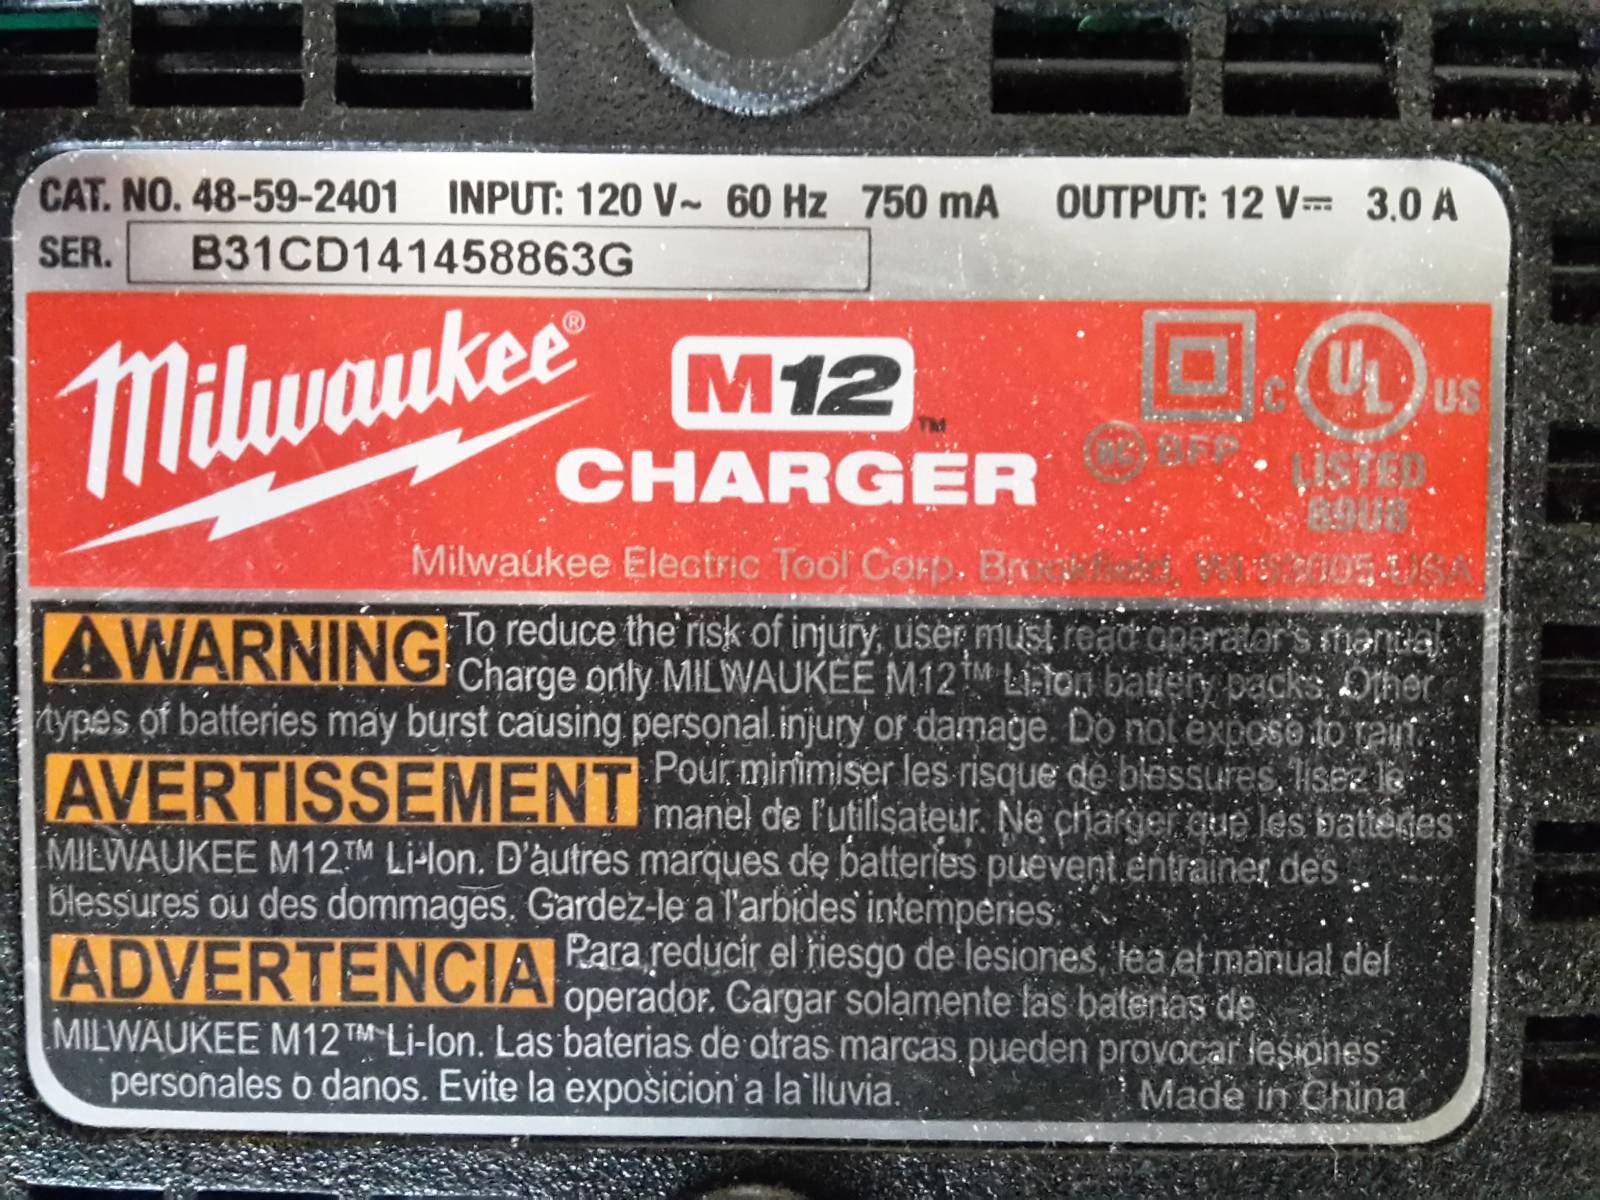 CAT. NO. 48-59-2401 INPUT: 120 V~ 60 Hz 750 mA OUTPUT: 12 V⎓ 3.0 A
SER. B31CD141458863G
Milwaukee®
M12™
CHARGER
C UL US
BC BFP
LISTED
89U8
Milwaukee Electric Tool Corp. Brookfield, WI 53005 USA
WARNING To reduce the risk of injury, user must read operator's manual.
Charge only MILWAUKEE M12™ Li-Ion battery packs. Other
types of batteries may burst causing personal injury or damage. Do not expose to rain.
AVERTISSEMENT Pour minimiser les risque de blessures, lisez le
manel de l'utilisateur. Ne charger que les batteries
MILWAUKEE M12™ Li-Ion. D'autres marques de batteries puevent entrainer des
blessures ou des dommages. Gardez-le a l'arbides intemperies.
ADVERTENCIA Para reducir el riesgo de lesiones, lea el manual del
operador. Cargar solamente las baterias de
MILWAUKEE M12™ Li-Ion. Las baterias de otras marcas pueden provocar lesiones
personales o danos. Evite la exposicion a la lluvia. Made in China